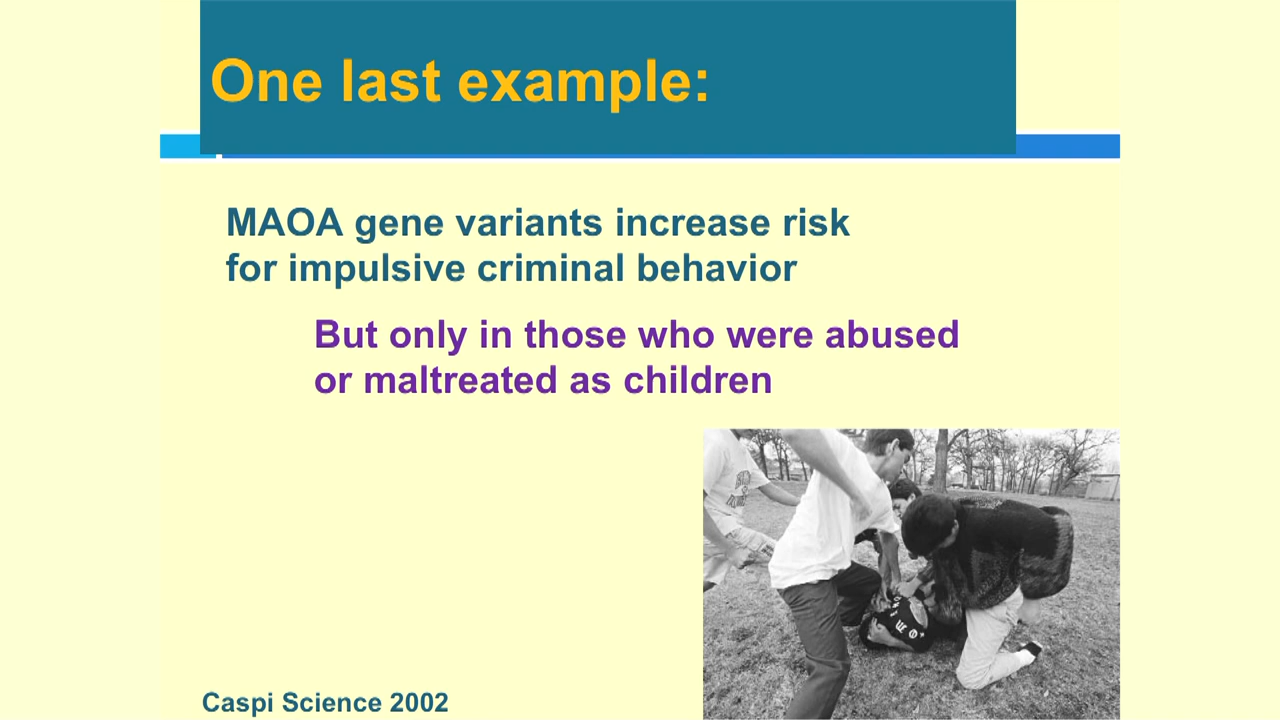 One last example:
MAOA gene variants increase risk
for impulsive criminal behavior
But only in those who were abused
or maltreated as children
Caspi Science 2002